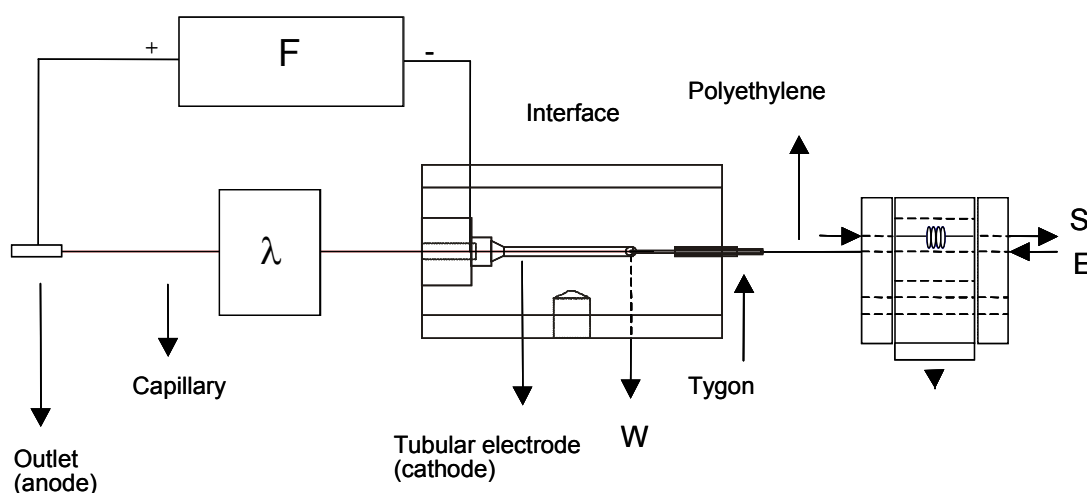 +
F
-
Interface
Polyethylene
S
E
λ
Capillary
Tygon
W
Tubular electrode
(cathode)
Outlet
(anode)